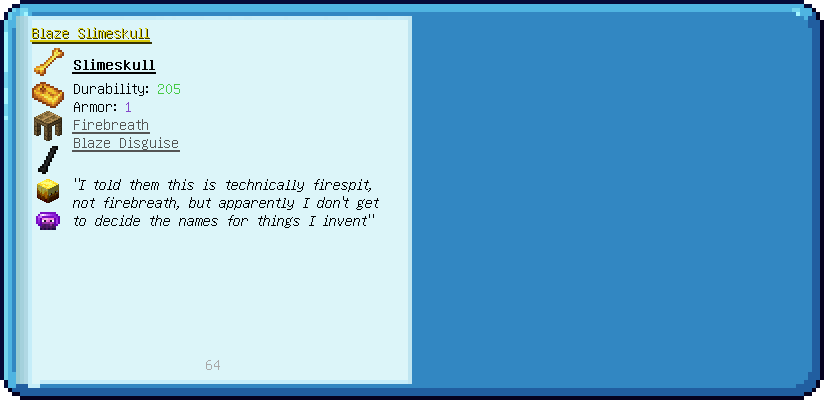 Blaze Slimeskull
Slimeskull
Durability: 205
Armor: 1
Firebreath
Blaze Disguise
"I told them this is technically firespit,
not firebreath, but apparently I don't get
to decide the names for things I invent"
64